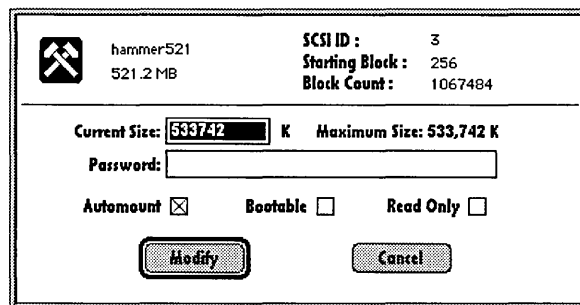 hammer521 SCSI ID : 3
521.2 MB Starting Block : 256
Block Count : 1067484
Current Size: 533742 K Maximum Size: 533,742 K
Password:
Automount Bootable Read Only
Modify Cancel